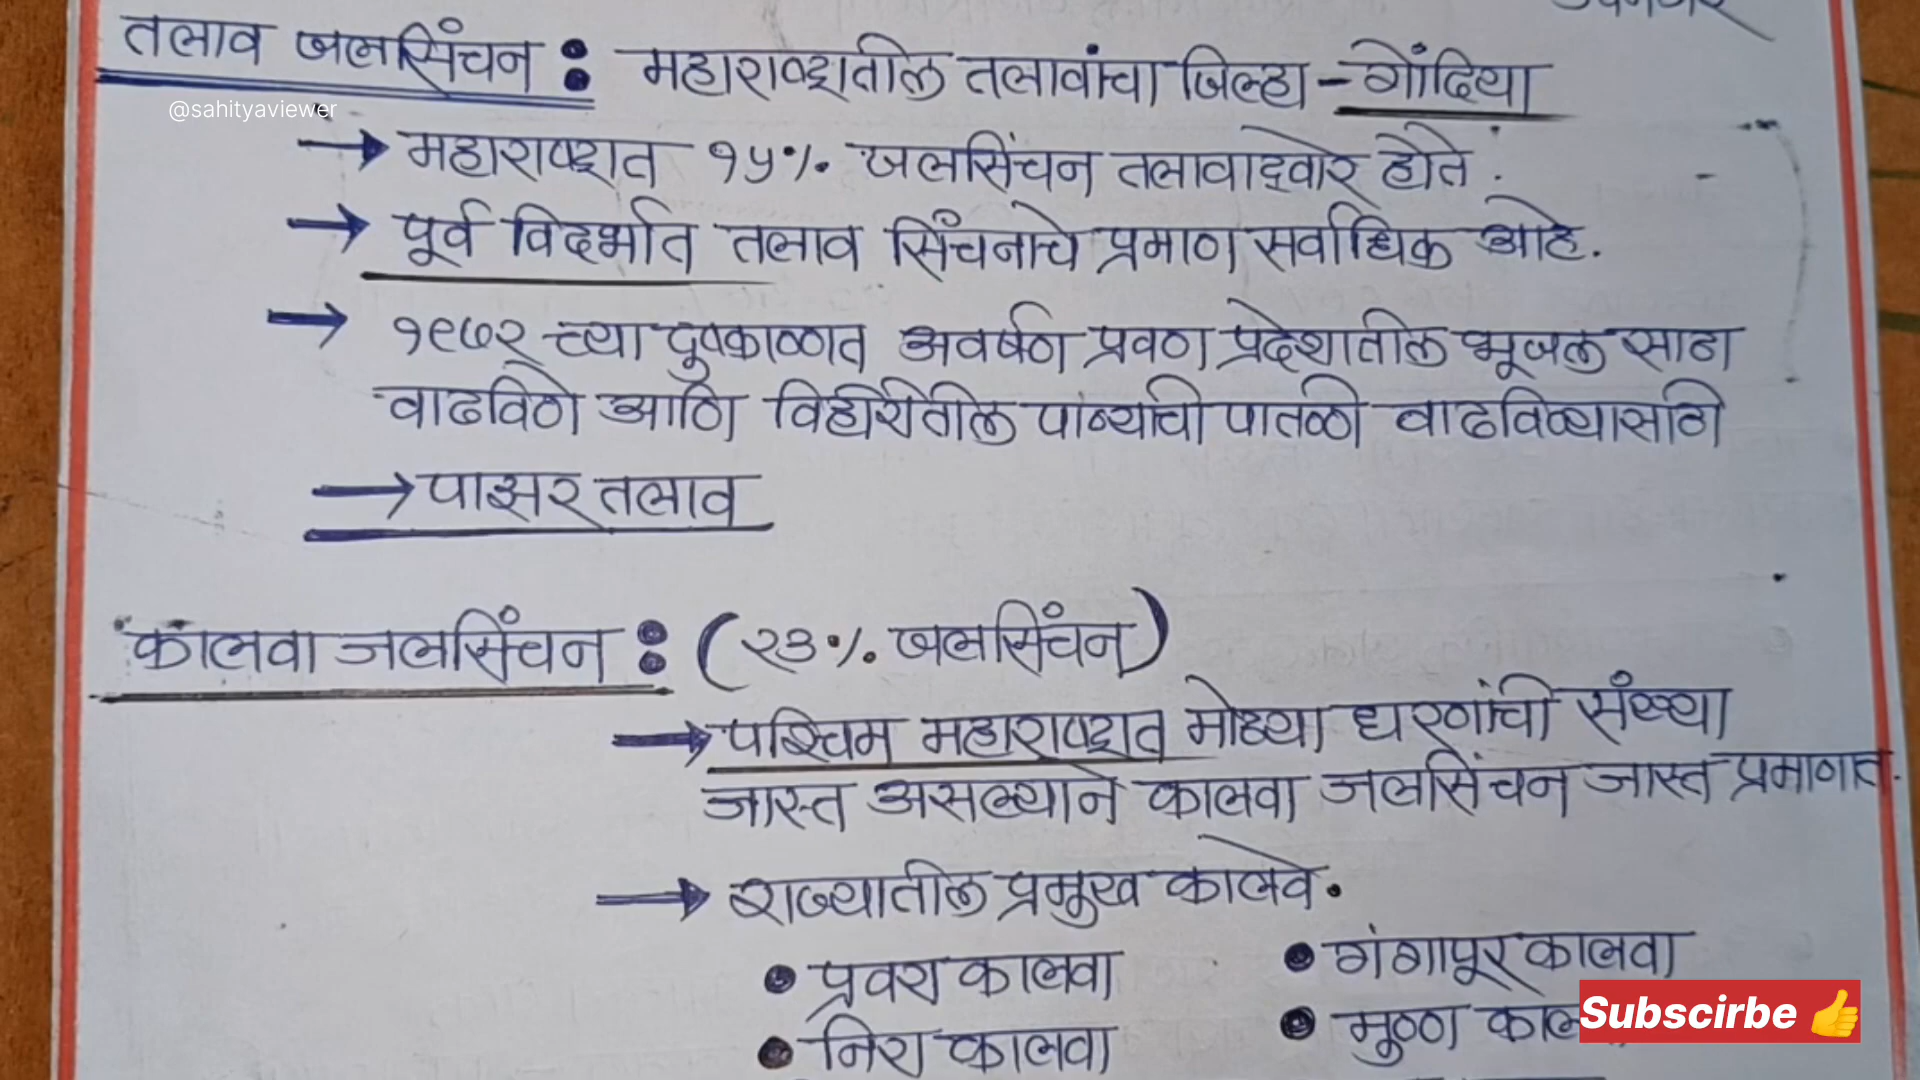 तलाव जलसिंचन : महाराष्ट्रातील तलावांचा जिल्हा - गोंदिया
@sahityaviewer
→ महाराष्ट्रात १५% जलसिंचन तलावाद्वारे होते.
→ पूर्व विदर्भात तलाव सिंचनाचे प्रमाण सर्वाधिक आहे.
→ १९७२ च्या दुष्काळात अवर्षण प्रवण प्रदेशातील भूजल साठा
वाढविणे आणि विहीरीतील पाण्याची पातळी वाढविण्यासाठी
→ पाझर तलाव
कालवा जलसिंचन : (२३% जलसिंचन)
→ पश्चिम महाराष्ट्रात मोठ्या धरणांची संख्या
जास्त असल्याने कालवा जलसिंचन जास्त प्रमाणात.
→ राज्यातील प्रमुख कालवे.
• प्रवरा कालवा • गंगापूर कालवा
• निरा कालवा • मुठा
Subscirbe 👍